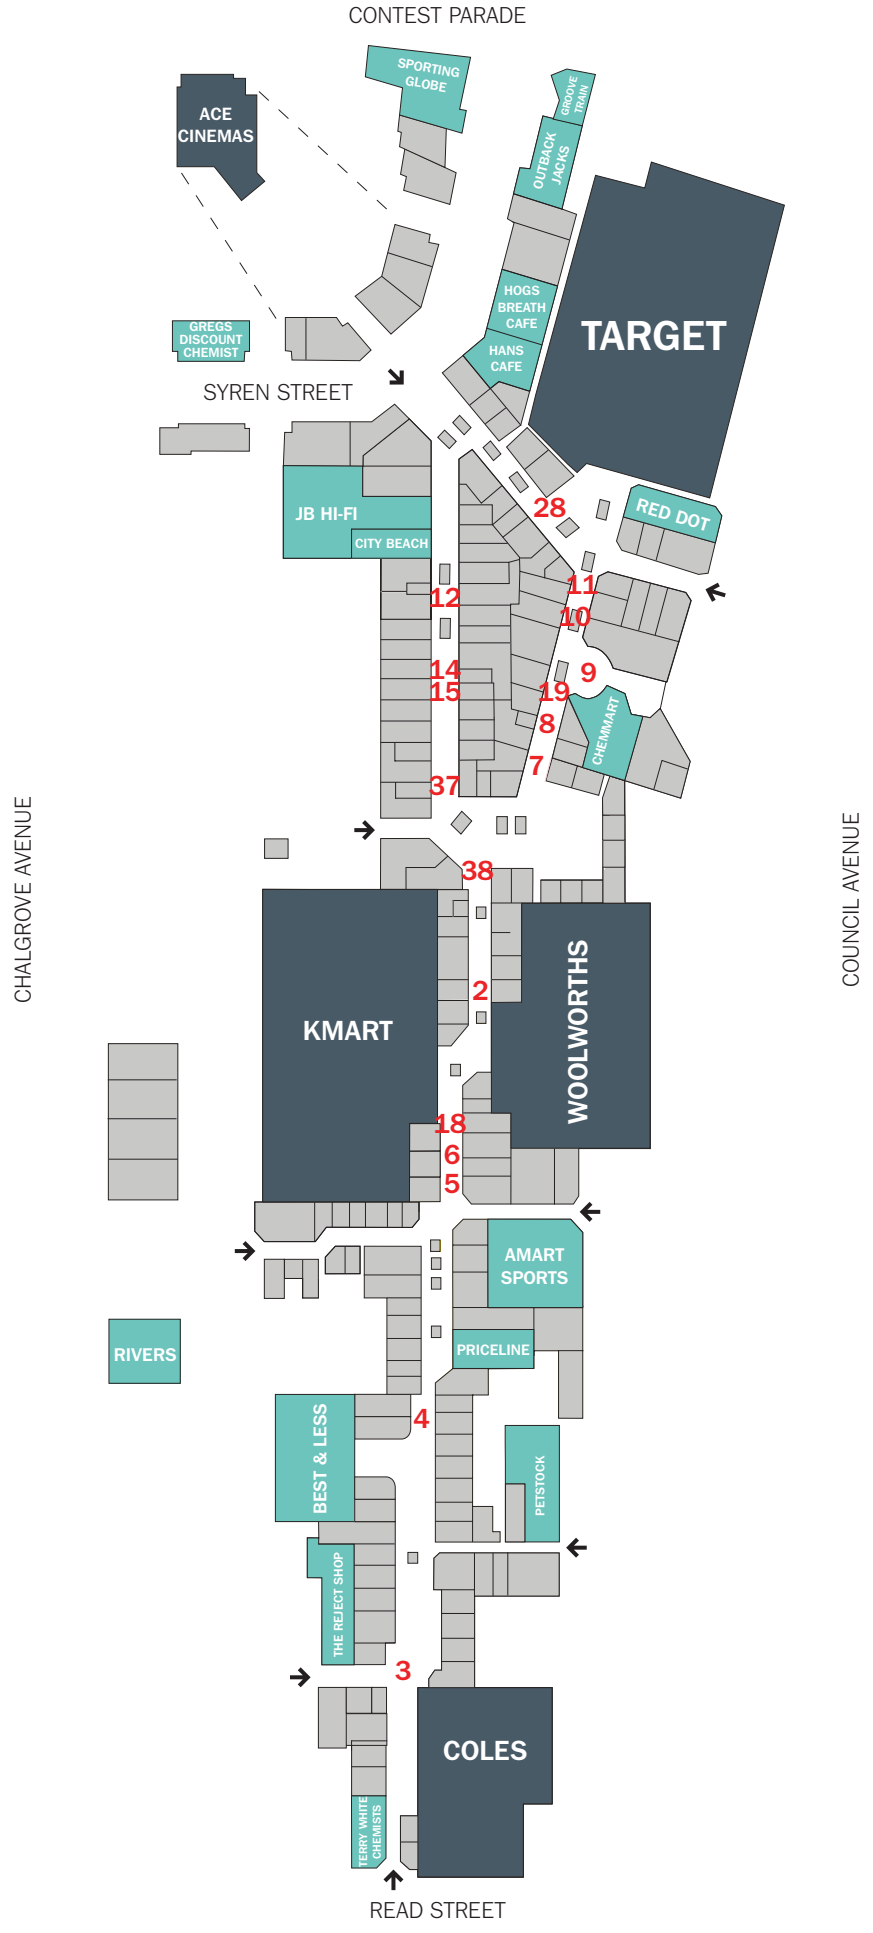 CONTEST PARADE
SPORTING
GLOBE
GROOVE
TRAIN
ACE
CINEMAS
OUTBACK
JACKS
HOGS
BREATH
CAFE
TARGET
GREGS
DISCOUNT
CHEMIST
HANS
CAFE
SYREN STREET
JB HI-FI
CITY BEACH
28
RED DOT
11
12
10
14
9
15
19
8
CHEMMART
7
37
CHALGROVE AVENUE
COUNCIL AVENUE
38
2
KMART
WOOLWORTHS
18
6
5
AMART
SPORTS
PRICELINE
RIVERS
BEST & LESS
4
PETSTOCK
THE REJECT SHOP
3
COLES
TERRY WHITE
CHEMISTS
READ STREET